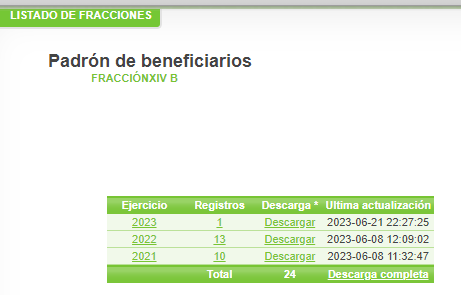 LISTADO DE FRACCIONES
Padrón de beneficiarios
FRACCIÓNXIV B
Ejercicio Registros Descarga * Ultima actualización
2023 1 Descargar 2023-06-21 22:27:25
2022 13 Descargar 2023-06-08 12:09:02
2021 10 Descargar 2023-06-08 11:32:47
Total 24 Descarga completa